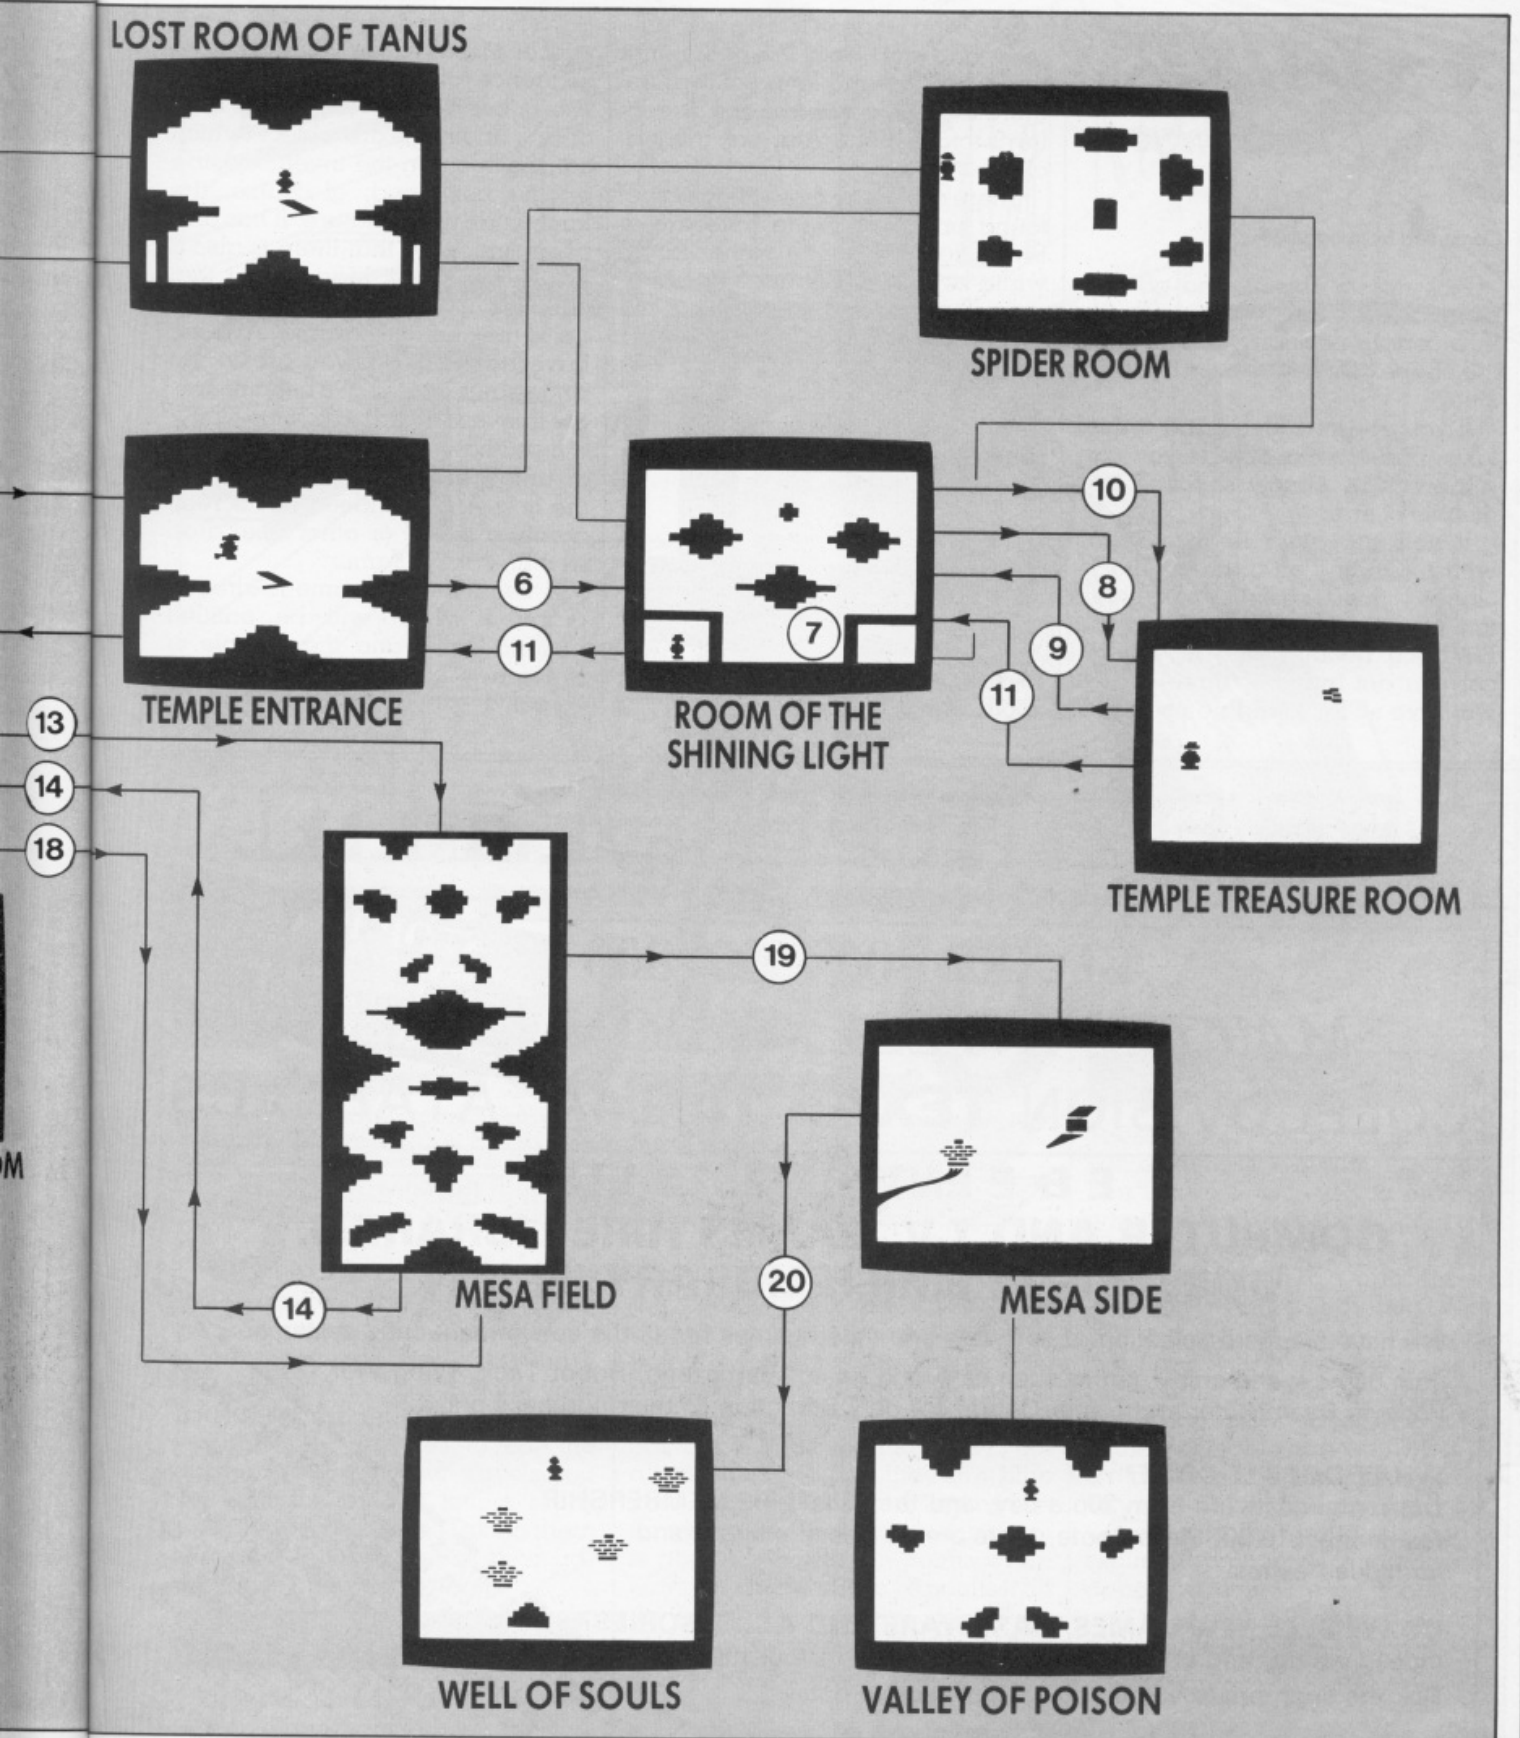 LOST ROOM OF TANUS
SPIDER ROOM
10
6
8
7
11
9
11
TEMPLE ENTRANCE
ROOM OF THE
SHINING LIGHT
13
14
18
TEMPLE TREASURE ROOM
19
OM
20
14
MESA FIELD
MESA SIDE
WELL OF SOULS
VALLEY OF POISON